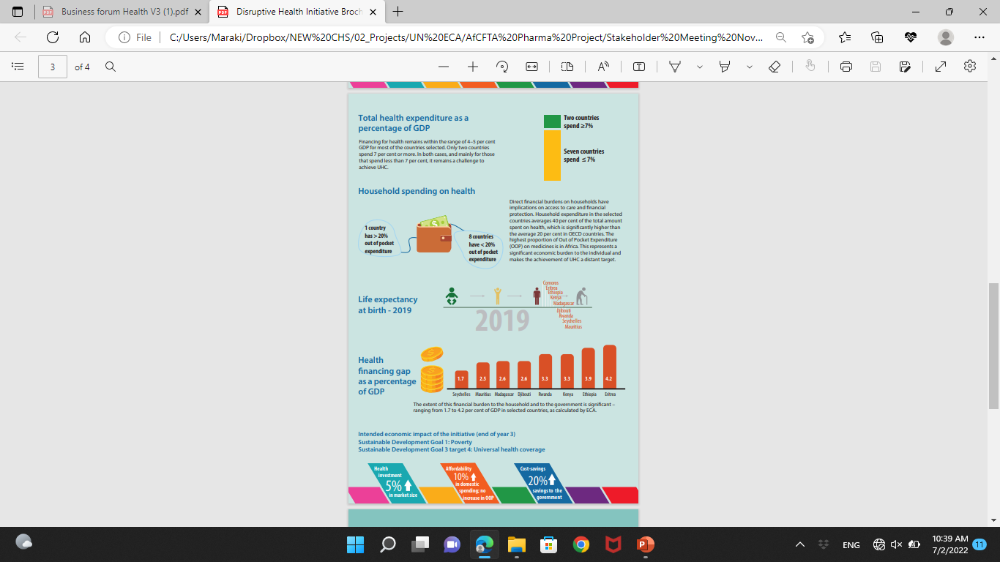 Business forum Health V3 (1).pdf
Disruptive Health Initiative Broch
File
C:/Users/Maraki/Dropbox/NEW%20CHS/02_Projects/UN%20ECA/AfCFTA%20Pharma%20Project/Stakeholder%20Meeting%20Nov...
3 of 4
Total health expenditure as a
percentage of GDP
Financing for health remains within the range of 4–5 per cent
GDP for most of the countries selected. Only two countries
spend 7 per cent or more. In both cases, and mainly for those
that spend less than 7 per cent, it remains a challenge to
achieve UHC.
Two countries
spend ≥7%
Seven countries
spend ≤ 7%
Household spending on health
1 country
has > 20%
out of pocket
expenditure
8 countries
have < 20%
out of pocket
expenditure
Direct financial burdens on households have
implications on access to care and financial
protection. Household expenditure in the selected
countries averages 40 per cent of the total amount
spent on health, which is significantly higher than
the average 20 per cent in OECD countries. The
highest proportion of Out of Pocket Expenditure
(OOP) on medicines is in Africa. This represents a
significant economic burden to the individual and
makes the achievement of UHC a distant target.
Life expectancy
at birth - 2019
2019
Comoros
Eritrea
Ethiopia
Kenya
Madagascar
Djibouti
Rwanda
Seychelles
Mauritius
Health
financing gap
as a percentage
of GDP
1.7 2.5 2.6 2.6 3.3 3.3 3.9 4.2
Seychelles Mauritius Madagascar Djibouti Rwanda Kenya Ethiopia Eritrea
The extent of this financial burden to the household and to the government is significant –
ranging from 1.7 to 4.2 per cent of GDP in selected countries, as calculated by ECA.
Intended economic impact of the initiative (end of year 3)
Sustainable Development Goal 1: Poverty
Sustainable Development Goal 3 target 4: Universal health coverage
Health
investment
5%
in market size
Affordability
10%
in domestic
spending; no
increase in OOP
Cost-savings
20%
savings to the
government
ENG
10:39 AM
7/2/2022
11